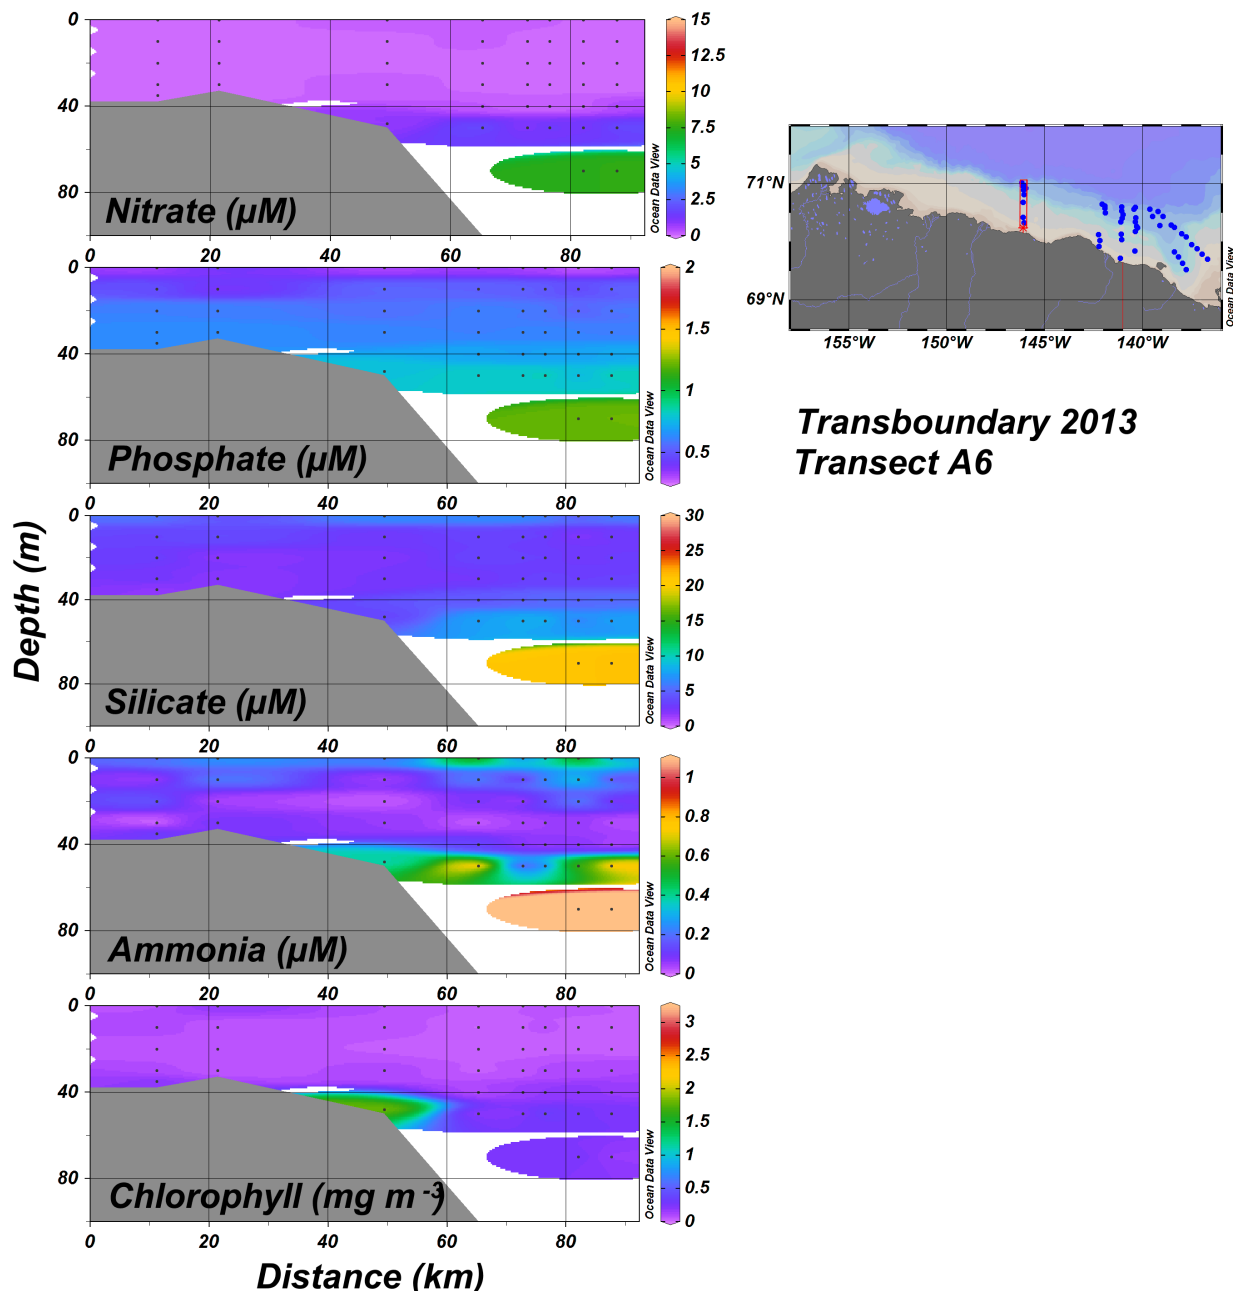 0
40
80
Nitrate (µM)
15
12.5
10
7.5
5
2.5
0
Ocean Data View
0 20 40 60 80
0
40
80
Phosphate (µM)
2
1.5
1
0.5
Ocean Data View
0 20 40 60 80
0
40
80
Silicate (µM)
30
25
20
15
10
5
0
Ocean Data View
0 20 40 60 80
0
40
80
Ammonia (µM)
1
0.8
0.6
0.4
0.2
0
Ocean Data View
0 20 40 60 80
0
40
80
Chlorophyll (mg m -3)
3
2.5
2
1.5
1
0.5
0
Ocean Data View
0 20 40 60 80
Depth (m)
Distance (km)
71°N
69°N
155°W 150°W 145°W 140°W
Ocean Data View
Transboundary 2013
Transect A6